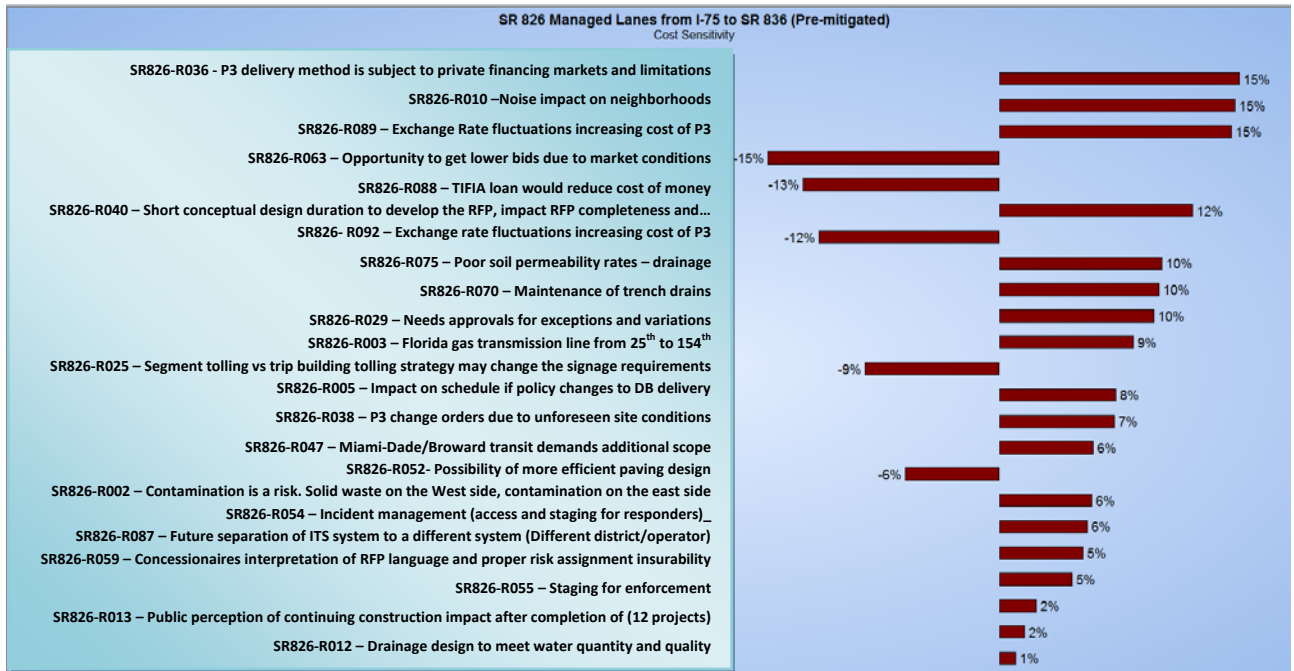 SR 826 Managed Lanes from I-75 to SR 836 (Pre-mitigated)
Cost Sensitivity
SR826-R036 - P3 delivery method is subject to private financing markets and limitations
15%
SR826-R010 –Noise impact on neighborhoods
15%
SR826-R089 – Exchange Rate fluctuations increasing cost of P3
15%
SR826-R063 – Opportunity to get lower bids due to market conditions
-15%
SR826-R088 – TIFIA loan would reduce cost of money
-13%
SR826-R040 – Short conceptual design duration to develop the RFP, impact RFP completeness and…
12%
SR826- R092 – Exchange rate fluctuations increasing cost of P3
-12%
SR826-R075 – Poor soil permeability rates – drainage
10%
SR826-R070 – Maintenance of trench drains
10%
SR826-R029 – Needs approvals for exceptions and variations
10%
SR826-R003 – Florida gas transmission line from 25th to 154th
9%
SR826-R025 – Segment tolling vs trip building tolling strategy may change the signage requirements
-9%
SR826-R005 – Impact on schedule if policy changes to DB delivery
8%
SR826-R038 – P3 change orders due to unforeseen site conditions
7%
SR826-R047 – Miami-Dade/Broward transit demands additional scope
6%
SR826-R052- Possibility of more efficient paving design
-6%
SR826-R002 – Contamination is a risk. Solid waste on the West side, contamination on the east side
6%
SR826-R054 – Incident management (access and staging for responders)_
6%
SR826-R087 – Future separation of ITS system to a different system (Different district/operator)
5%
SR826-R059 – Concessionaires interpretation of RFP language and proper risk assignment insurability
5%
SR826-R055 – Staging for enforcement
2%
SR826-R013 – Public perception of continuing construction impact after completion of (12 projects)
2%
SR826-R012 – Drainage design to meet water quantity and quality
1%